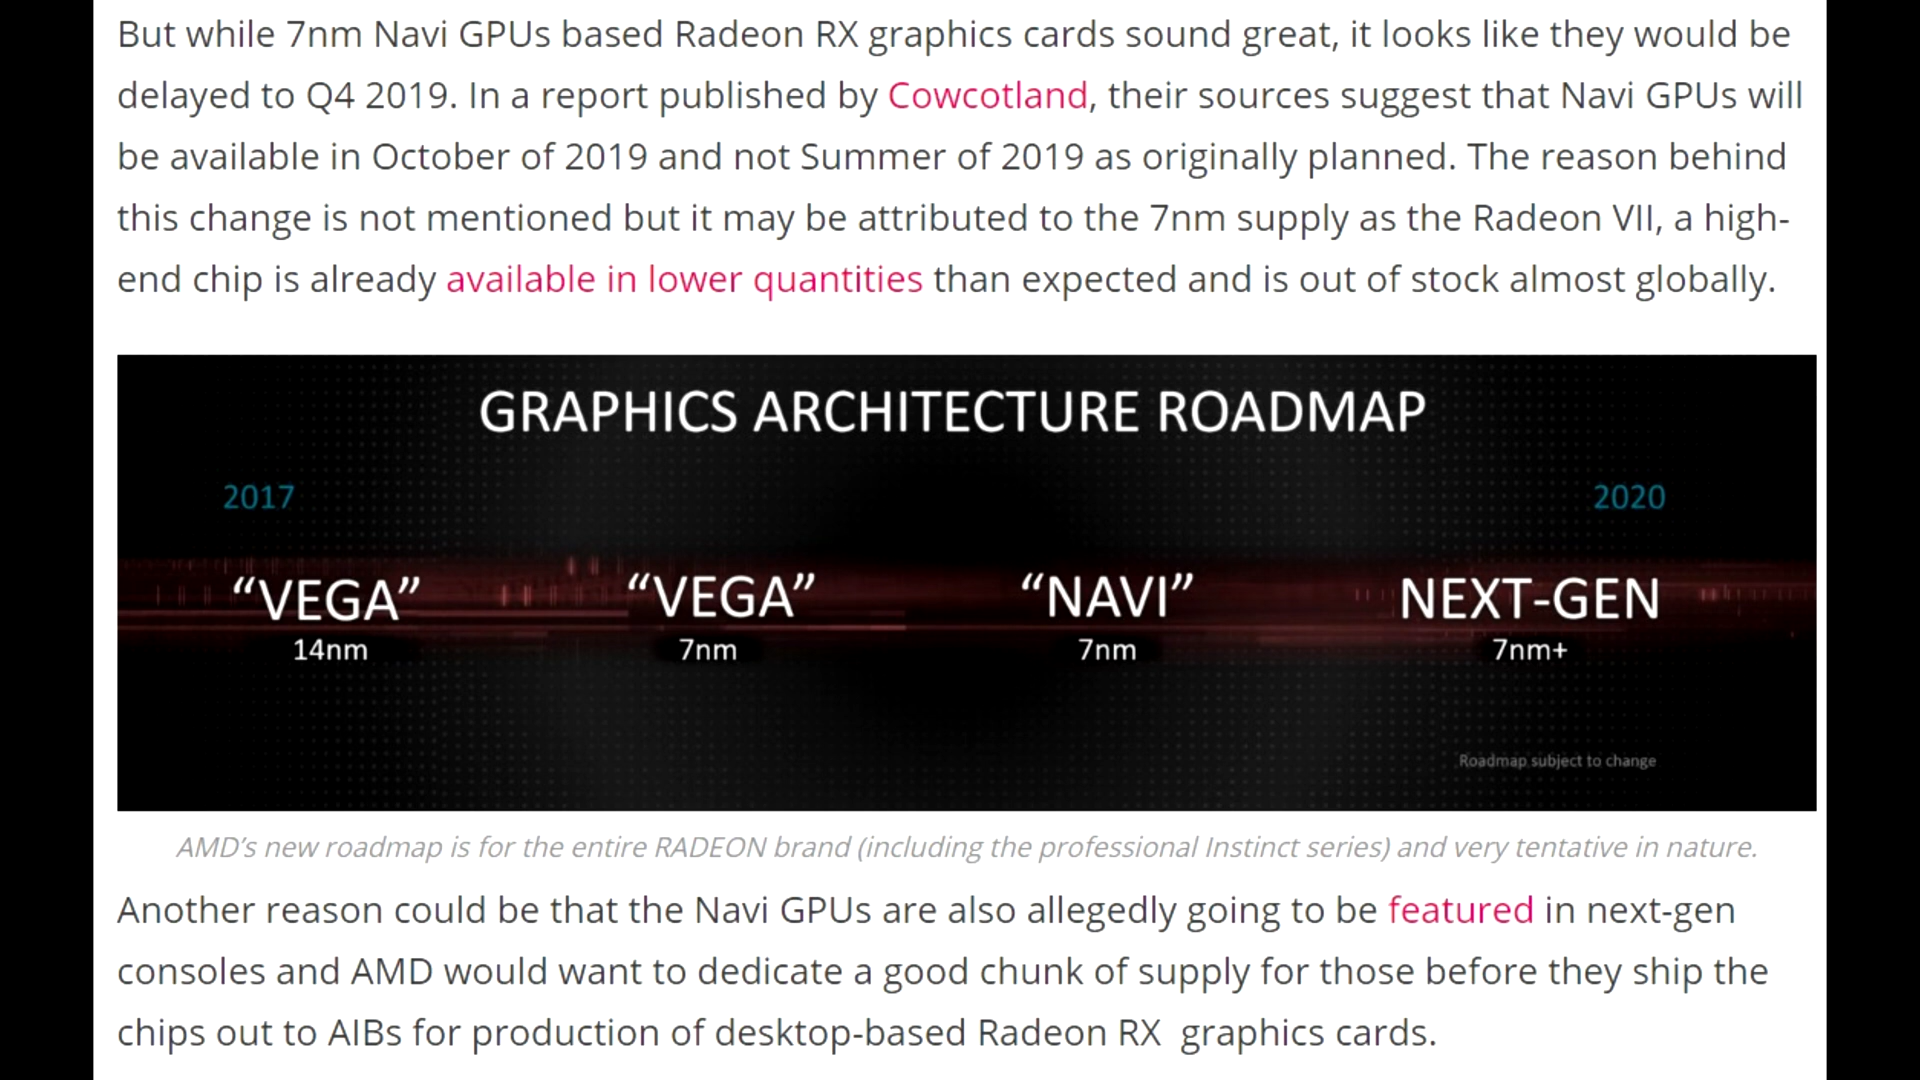 But while 7nm Navi GPUs based Radeon RX graphics cards sound great, it looks like they would be
delayed to Q4 2019. In a report published by Cowcotland, their sources suggest that Navi GPUs will
be available in October of 2019 and not Summer of 2019 as originally planned. The reason behind
this change is not mentioned but it may be attributed to the 7nm supply as the Radeon VII, a high-
end chip is already available in lower quantities than expected and is out of stock almost globally.
GRAPHICS ARCHITECTURE ROADMAP
2017 2020
“VEGA” “VEGA” “NAVI” NEXT-GEN
14nm 7nm 7nm 7nm+
Roadmap subject to change
AMD’s new roadmap is for the entire RADEON brand (including the professional Instinct series) and very tentative in nature.
Another reason could be that the Navi GPUs are also allegedly going to be featured in next-gen
consoles and AMD would want to dedicate a good chunk of supply for those before they ship the
chips out to AIBs for production of desktop-based Radeon RX  graphics cards.